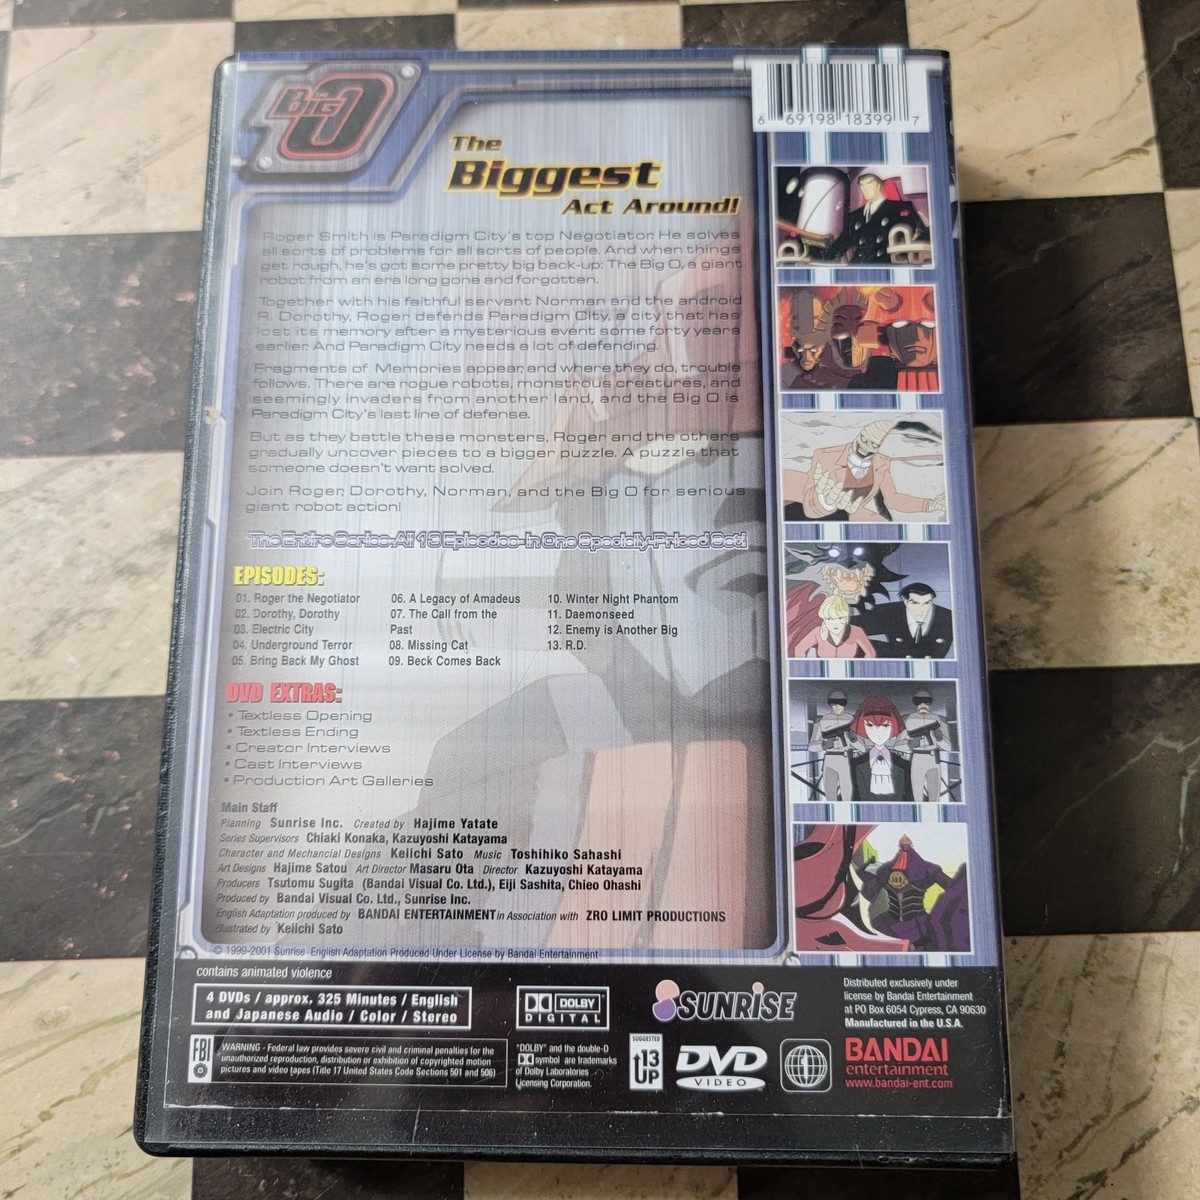 THE BIG O
6 69198 18399 7
The
Biggest
Act Around!
Roger Smith is Paradigm City's top Negotiator. He solves
all sorts of problems for all sorts of people. And when things
get rough, he's got some pretty big back-up: The Big O, a giant
robot from an era long gone and forgotten.
Together with his faithful servant Norman and the android
R. Dorothy, Roger defends Paradigm City, a city that has
lost its memory after a mysterious event some forty years
earlier. And Paradigm City needs a lot of defending.
Fragments of Memories appear, and where they do, trouble
follows. There are rogue robots, monstrous creatures, and
seemingly invaders from another land, and the Big O is
Paradigm City's last line of defense.
But as they battle these monsters, Roger and the others
gradually uncover pieces to a bigger puzzle. A puzzle that
someone doesn't want solved.
Join Roger, Dorothy, Norman, and the Big O for serious
giant robot action!
The Entire Series-All 13 Episodes-In One Specially-Priced Set!
EPISODES:
01. Roger the Negotiator
02. Dorothy, Dorothy
03. Electric City
04. Underground Terror
05. Bring Back My Ghost
06. A Legacy of Amadeus
07. The Call from the
Past
08. Missing Cat
09. Beck Comes Back
10. Winter Night Phantom
11. Daemonseed
12. Enemy is Another Big
13. R.D.
DVD EXTRAS:
• Textless Opening
• Textless Ending
• Creator Interviews
• Cast Interviews
• Production Art Galleries
Main Staff
Planning Sunrise Inc. Created by Hajime Yatate
Series Supervisors Chiaki Konaka, Kazuyoshi Katayama
Character and Mechancial Designs Keiichi Sato Music Toshihiko Sahashi
Art Designs Hajime Satou Art Director Masaru Ota Director Kazuyoshi Katayama
Producers Tsutomu Sugita (Bandai Visual Co. Ltd.), Eiji Sashita, Chieo Ohashi
Produced by Bandai Visual Co. Ltd., Sunrise Inc.
English Adaptation produced by BANDAI ENTERTAINMENT in Association with ZRO LIMIT PRODUCTIONS
Illustrated by Keiichi Sato
© 1999-2001 Sunrise. English Adaptation Produced Under License by Bandai Entertainment
contains animated violence
4 DVDs / approx. 325 Minutes / English
and Japanese Audio / Color / Stereo
DOLBY
DIGITAL
SUNRISE
Distributed exclusively under
license by Bandai Entertainment
at PO Box 6054 Cypress, CA 90630
Manufactured in the U.S.A.
FBI
WARNING - Federal law provides severe civil and criminal penalties for the
unauthorized reproduction, distribution or exhibition of copyrighted motion
pictures and video tapes (Title 17 United States Code Sections 501 and 506)
"DOLBY" and the double-D
symbol are trademarks
of Dolby Laboratories
Licensing Corporation.
SUGGESTED
13
UP
DVD
VIDEO
BANDAI
entertainment
www.bandai-ent.com